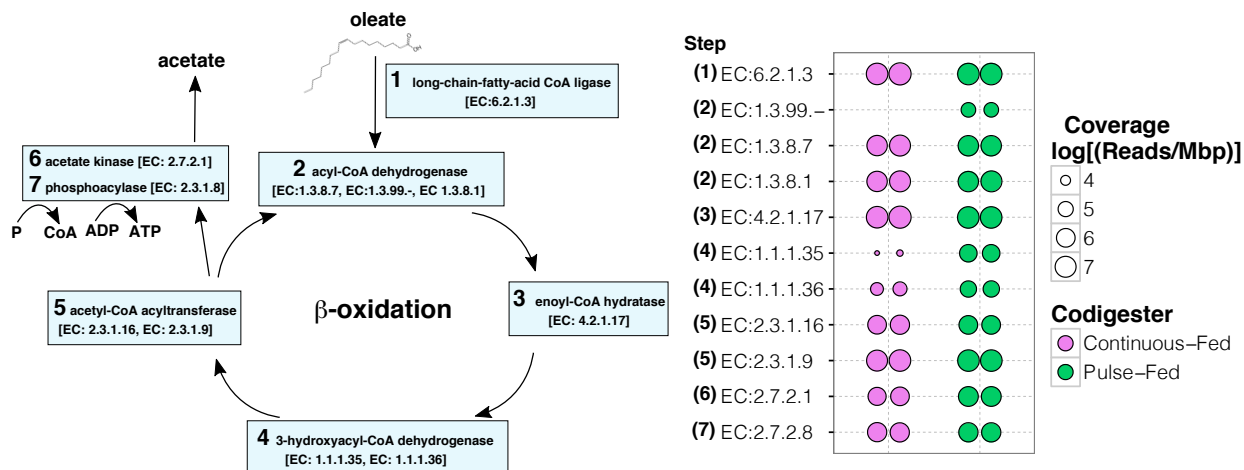 oleate
O
OH
acetate
1 long-chain-fatty-acid CoA ligase
[EC:6.2.1.3]
6 acetate kinase [EC: 2.7.2.1]
7 phosphoacylase [EC: 2.3.1.8]
P CoA ADP ATP
2 acyl-CoA dehydrogenase
[EC:1.3.8.7, EC:1.3.99.-, EC 1.3.8.1]
5 acetyl-CoA acyltransferase
[EC: 2.3.1.16, EC: 2.3.1.9]
β-oxidation
3 enoyl-CoA hydratase
[EC: 4.2.1.17]
4 3-hydroxyacyl-CoA dehydrogenase
[EC: 1.1.1.35, EC: 1.1.1.36]
Step
(1) EC:6.2.1.3
(2) EC:1.3.99.–
(2) EC:1.3.8.7
(2) EC:1.3.8.1
(3) EC:4.2.1.17
(4) EC:1.1.1.35
(4) EC:1.1.1.36
(5) EC:2.3.1.16
(5) EC:2.3.1.9
(6) EC:2.7.2.1
(7) EC:2.7.2.8
Coverage
log[(Reads/Mbp)]
4
5
6
7
Codigester
Continuous–Fed
Pulse–Fed